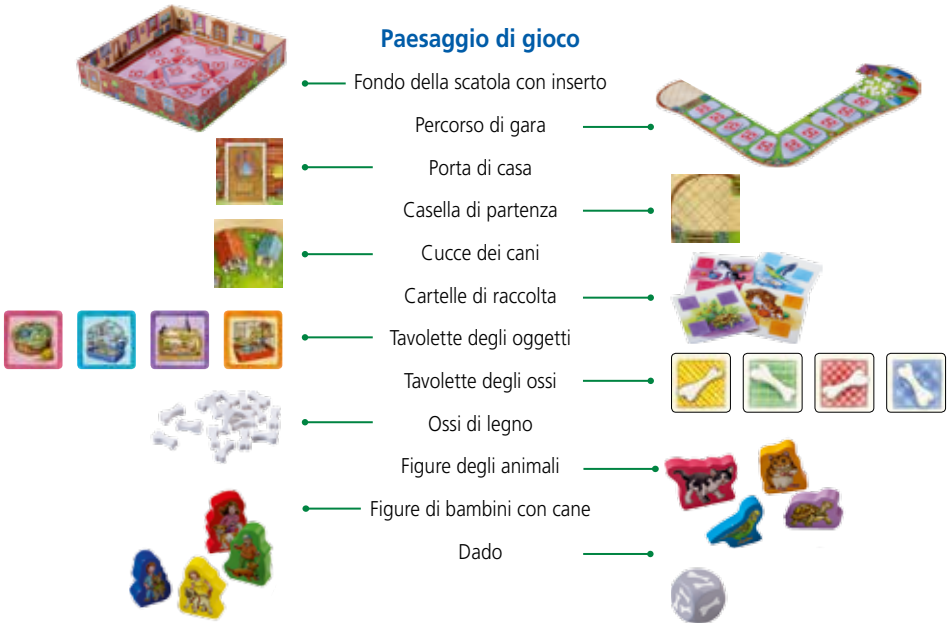 Paesaggio di gioco
Fondo della scatola con inserto
Percorso di gara
Porta di casa
Casella di partenza
Cucce dei cani
Cartelle di raccolta
Tavolette degli oggetti
Tavolette degli ossi
Ossi di legno
Figure degli animali
Figure di bambini con cane
Dado